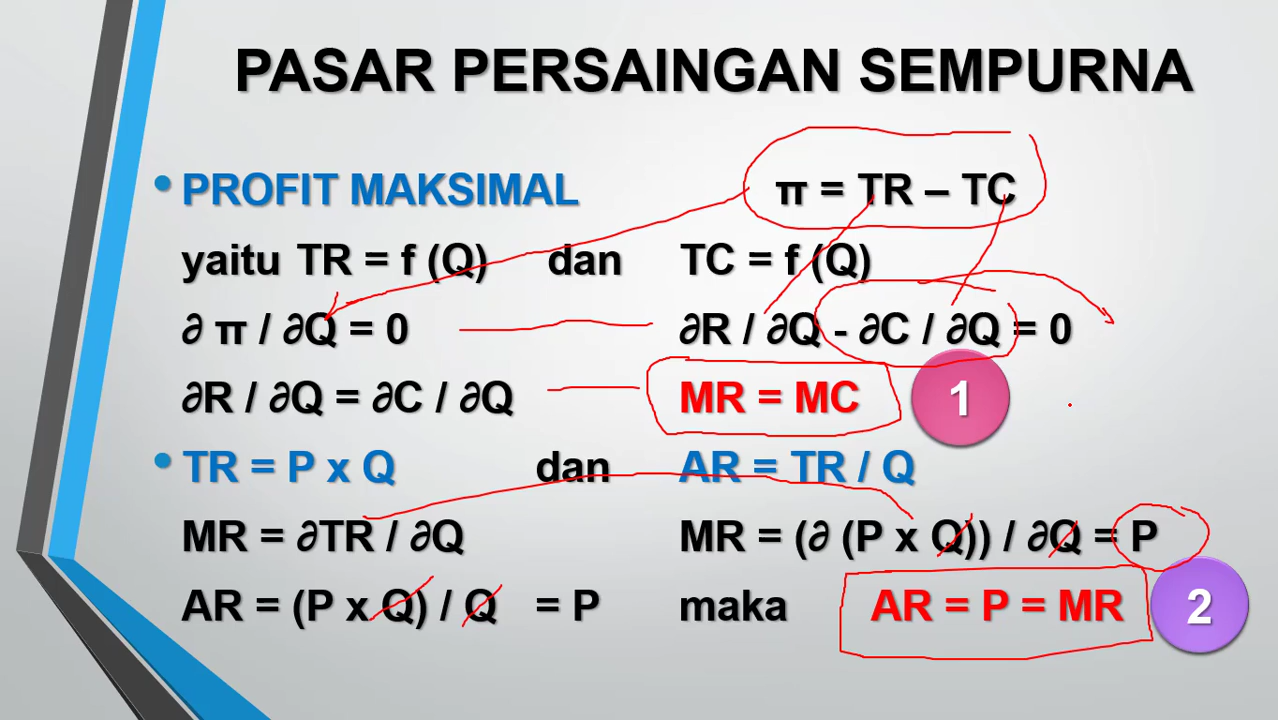 PASAR PERSAINGAN SEMPURNA
• PROFIT MAKSIMAL π = TR – TC
yaitu TR = f (Q) dan TC = f (Q)
∂ π / ∂Q = 0 ∂R / ∂Q - ∂C / ∂Q = 0
∂R / ∂Q = ∂C / ∂Q MR = MC 1
• TR = P x Q dan AR = TR / Q
MR = ∂TR / ∂Q MR = (∂ (P x Q)) / ∂Q = P
AR = (P x Q) / Q = P maka AR = P = MR 2